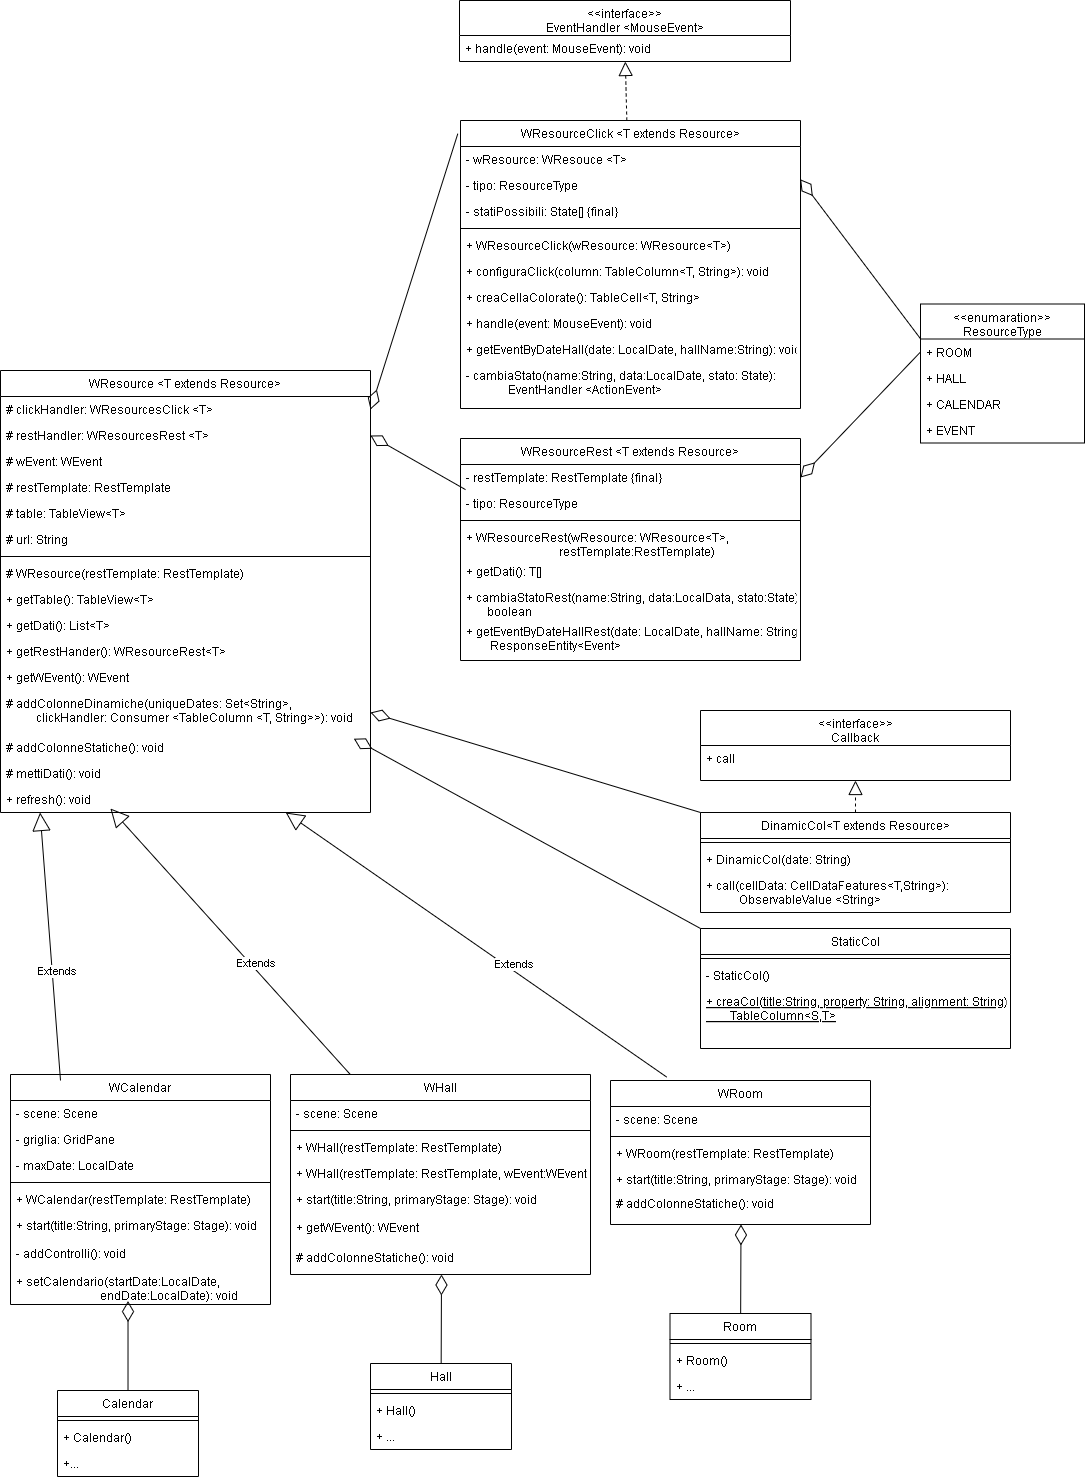 <<interface>>
EventHandler <MouseEvent>
+ handle(event: MouseEvent): void
WResourceClick <T extends Resource>
- wResource: WResouce <T>
- tipo: ResourceType
- statiPossibili: State[] {final}
+ WResourceClick(wResource: WResource<T>)
+ configuraClick(column: TableColumn<T, String>): void
+ creaCellaColorate(): TableCell<T, String>
+ handle(event: MouseEvent): void
+ getEventByDateHall(date: LocalDate, hallName:String): void
- cambiaStato(name:String, data:LocalDate, stato: State):
EventHandler <ActionEvent>
<<enumaration>>
ResourceType
+ ROOM
+ HALL
+ CALENDAR
+ EVENT
WResource <T extends Resource>
# clickHandler: WResourcesClick <T>
# restHandler: WResourcesRest <T>
# wEvent: WEvent
# restTemplate: RestTemplate
# table: TableView<T>
# url: String
# WResource(restTemplate: RestTemplate)
+ getTable(): TableView<T>
+ getDati(): List<T>
+ getRestHander(): WResourceRest<T>
+ getWEvent(): WEvent
# addColonneDinamiche(uniqueDates: Set<String>,
clickHandler: Consumer <TableColumn <T, String>>): void
# addColonneStatiche(): void
# mettiDati(): void
+ refresh(): void
WResourceRest <T extends Resource>
- restTemplate: RestTemplate {final}
- tipo: ResourceType
+ WResourceRest(wResource: WResource<T>,
restTemplate:RestTemplate)
+ getDati(): T[]
+ cambiaStatoRest(name:String, data:LocalData, stato:State)
boolean
+ getEventByDateHallRest(date: LocalDate, hallName: String
ResponseEntity<Event>
<<interface>>
Callback
+ call
DinamicCol<T extends Resource>
+ DinamicCol(date: String)
+ call(cellData: CellDataFeatures<T,String>):
ObservableValue <String>
StaticCol
- StaticCol()
+ creaCol(title:String, property: String, alignment: String)
TableColumn<S,T>
Extends
Extends
Extends
WCalendar
- scene: Scene
- griglia: GridPane
- maxDate: LocalDate
+ WCalendar(restTemplate: RestTemplate)
+ start(title:String, primaryStage: Stage): void
- addControlli(): void
+ setCalendario(startDate:LocalDate,
endDate:LocalDate): void
WHall
- scene: Scene
+ WHall(restTemplate: RestTemplate)
+ WHall(restTemplate: RestTemplate, wEvent:WEvent
+ start(title:String, primaryStage: Stage): void
+ getWEvent(): WEvent
# addColonneStatiche(): void
WRoom
- scene: Scene
+ WRoom(restTemplate: RestTemplate)
+ start(title:String, primaryStage: Stage): void
# addColonneStatiche(): void
Calendar
+ Calendar()
+...
Hall
+ Hall()
+ ...
Room
+ Room()
+ ...